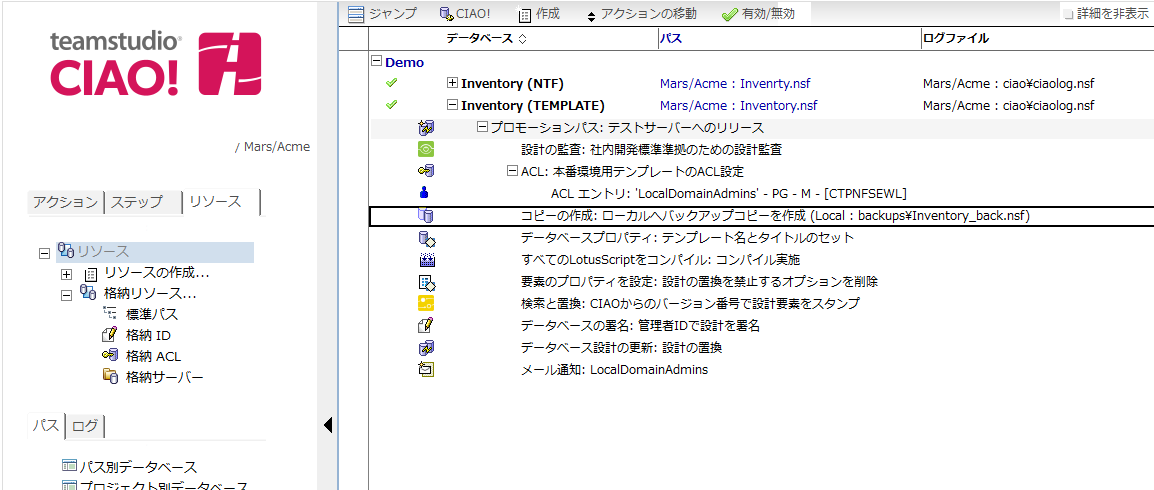 teamstudio®
CIAO!
/ Mars/Acme
アクション ステップ リソース
リソース
リソースの作成...
格納リソース...
標準パス
格納 ID
格納 ACL
格納サーバー
パス ログ
パス別データベース
プロジェクト別データベース
ジャンプ CIAO! 作成 アクションの移動 有効/無効 詳細を非表示
データベース パス ログファイル
Demo
Inventory (NTF) Mars/Acme : Invenrty.nsf Mars/Acme : ciao¥ciaolog.nsf
Inventory (TEMPLATE) Mars/Acme : Inventory.nsf Mars/Acme : ciao¥ciaolog.nsf
プロモーションパス: テストサーバーへのリリース
設計の監査: 社内開発標準準拠のための設計監査
ACL: 本番環境用テンプレートのACL設定
ACL エントリ: 'LocalDomainAdmins' - PG - M - [CTPNFSEWL]
コピーの作成: ローカルへバックアップコピーを作成 (Local : backups¥Inventory_back.nsf)
データベースプロパティ: テンプレート名とタイトルのセット
すべてのLotusScriptをコンパイル: コンパイル実施
要素のプロパティを設定: 設計の置換を禁止するオプションを削除
検索と置換: CIAOからのバージョン番号で設計要素をスタンプ
データベースの署名: 管理者IDで設計を署名
データベース設計の更新: 設計の置換
メール通知: LocalDomainAdmins